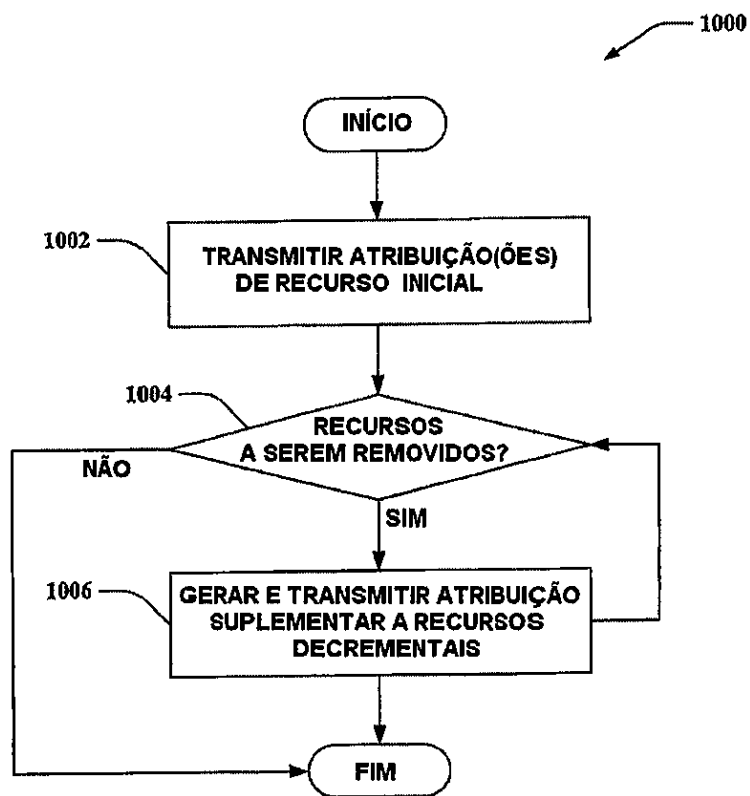 1000
INÍCIO
1002
TRANSMITIR ATRIBUIÇÃO(ÕES)
DE RECURSO INICIAL
1004
RECURSOS
A SEREM REMOVIDOS?
NÃO
SIM
1006
GERAR E TRANSMITIR ATRIBUIÇÃO
SUPLEMENTAR A RECURSOS
DECREMENTAIS
FIM